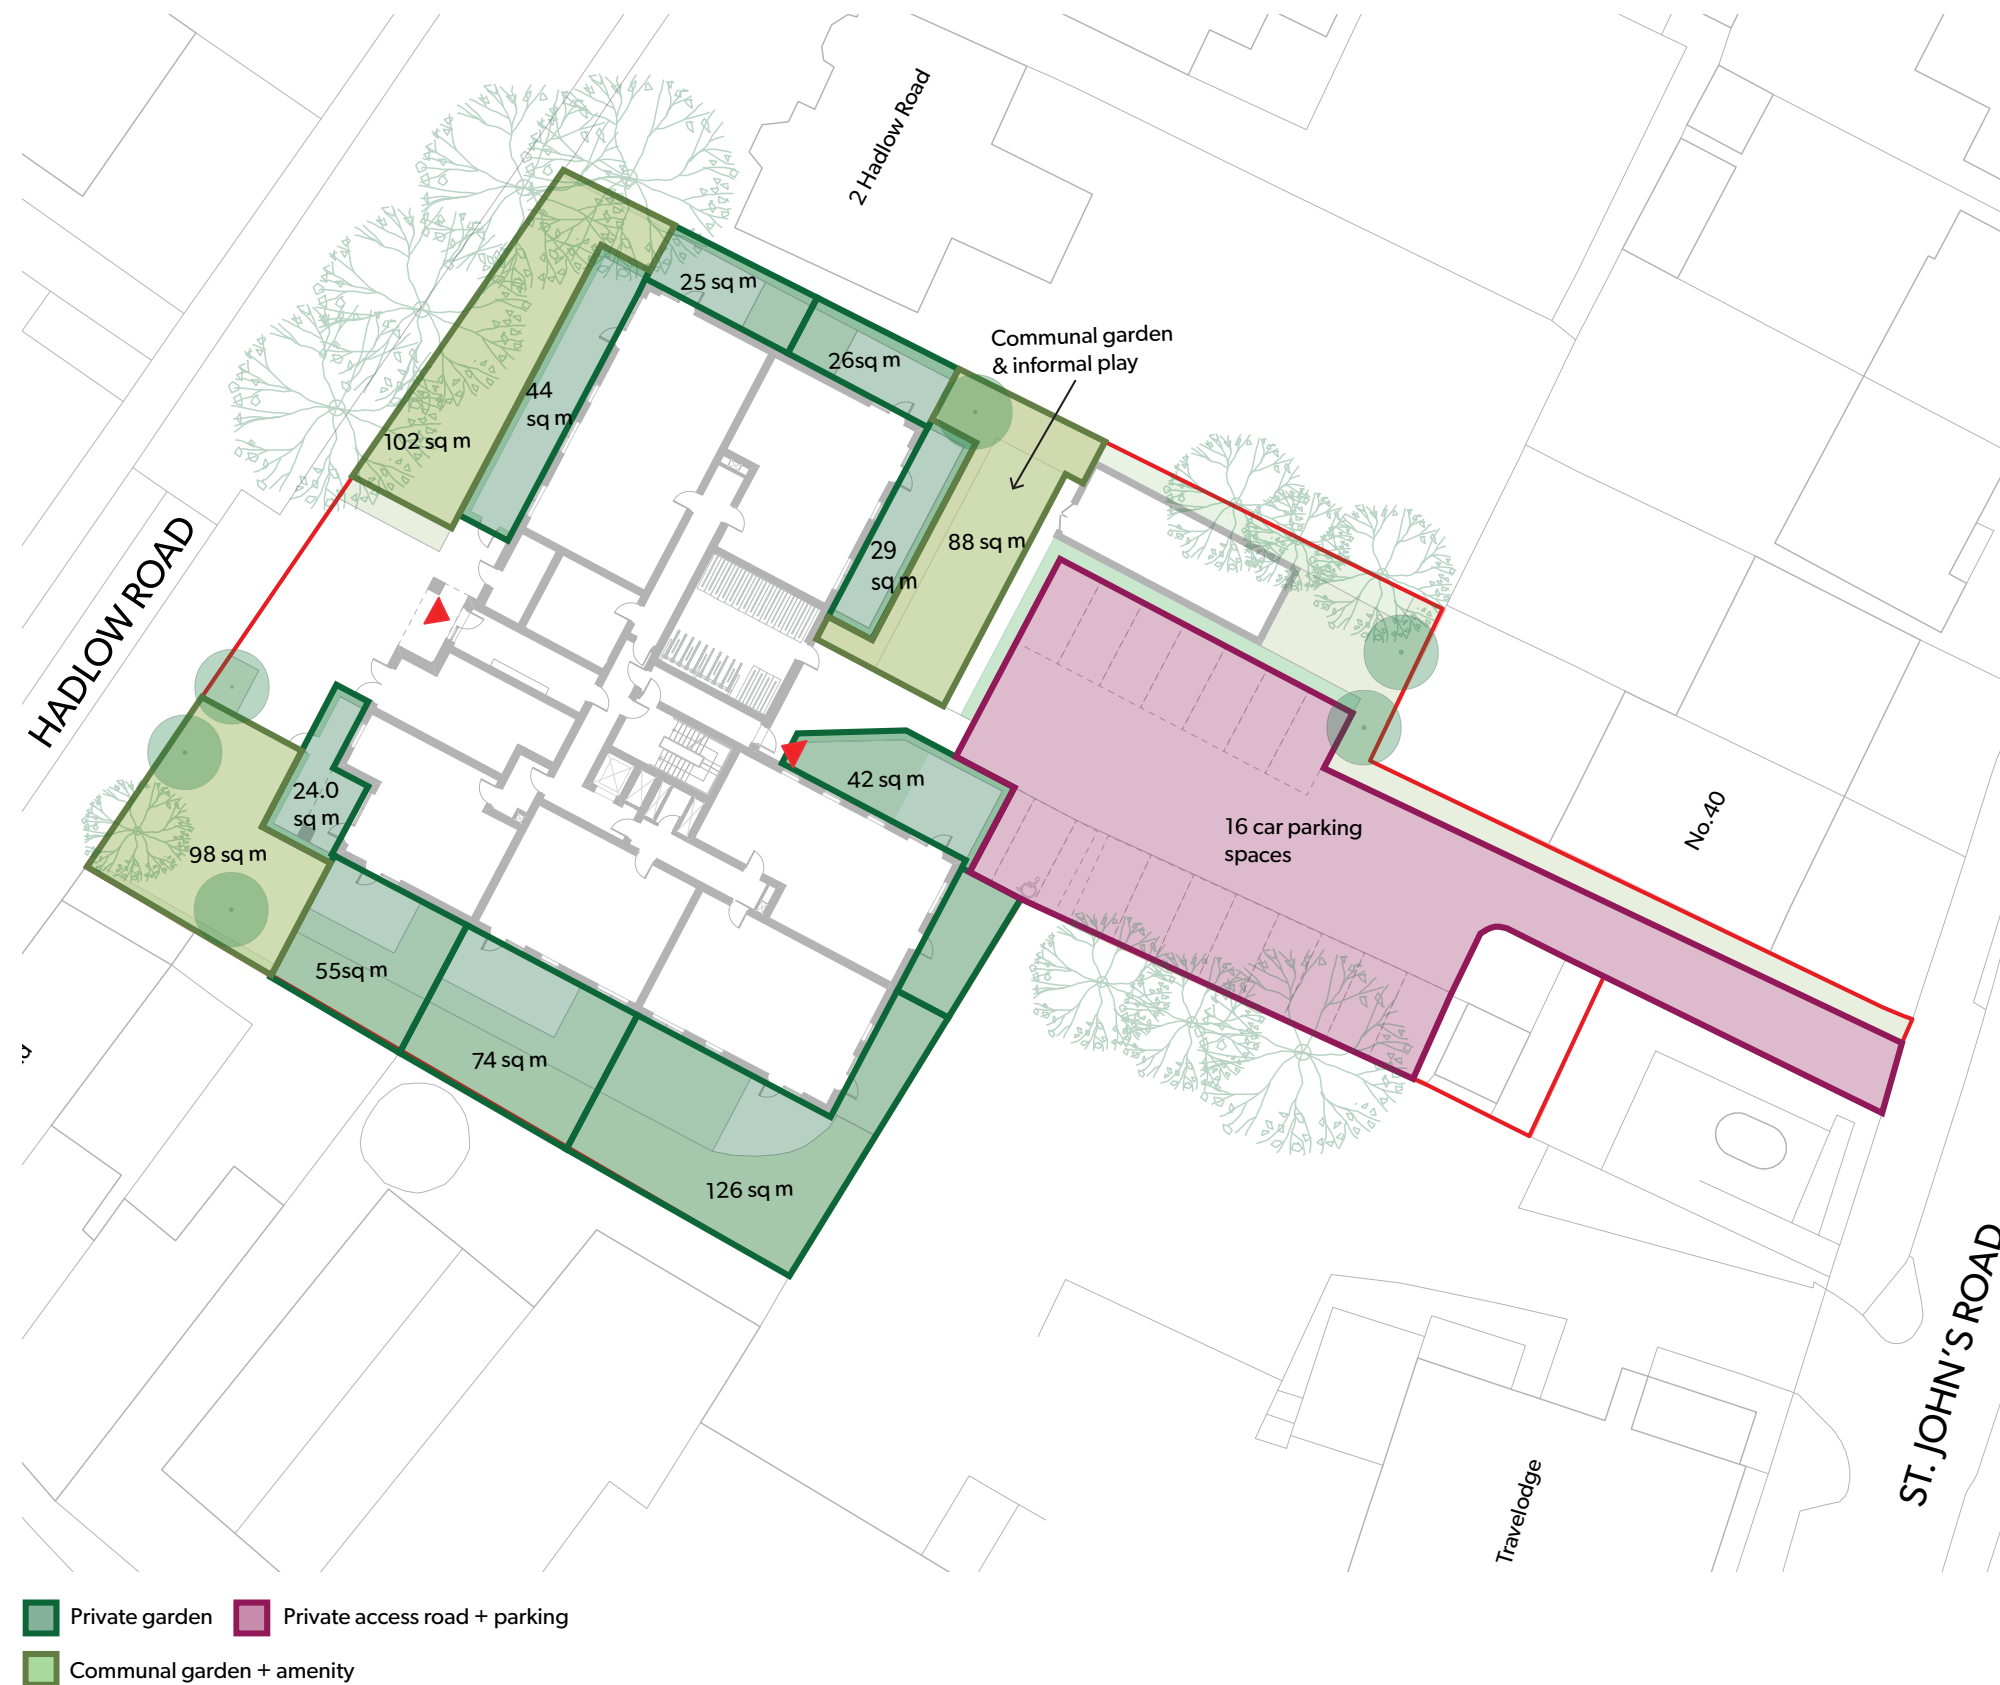 2 Hadlow Road
25 sq m
26sq m
Communal garden
& informal play
44
sq m
102 sq m
29
sq m
88 sq m
HADLOW ROAD
42 sq m
24.0
sq m
98 sq m
16 car parking
spaces
No.40
55sq m
74 sq m
126 sq m
ST. JOHN'S ROAD
Travelodge
Private garden
Private access road + parking
Communal garden + amenity